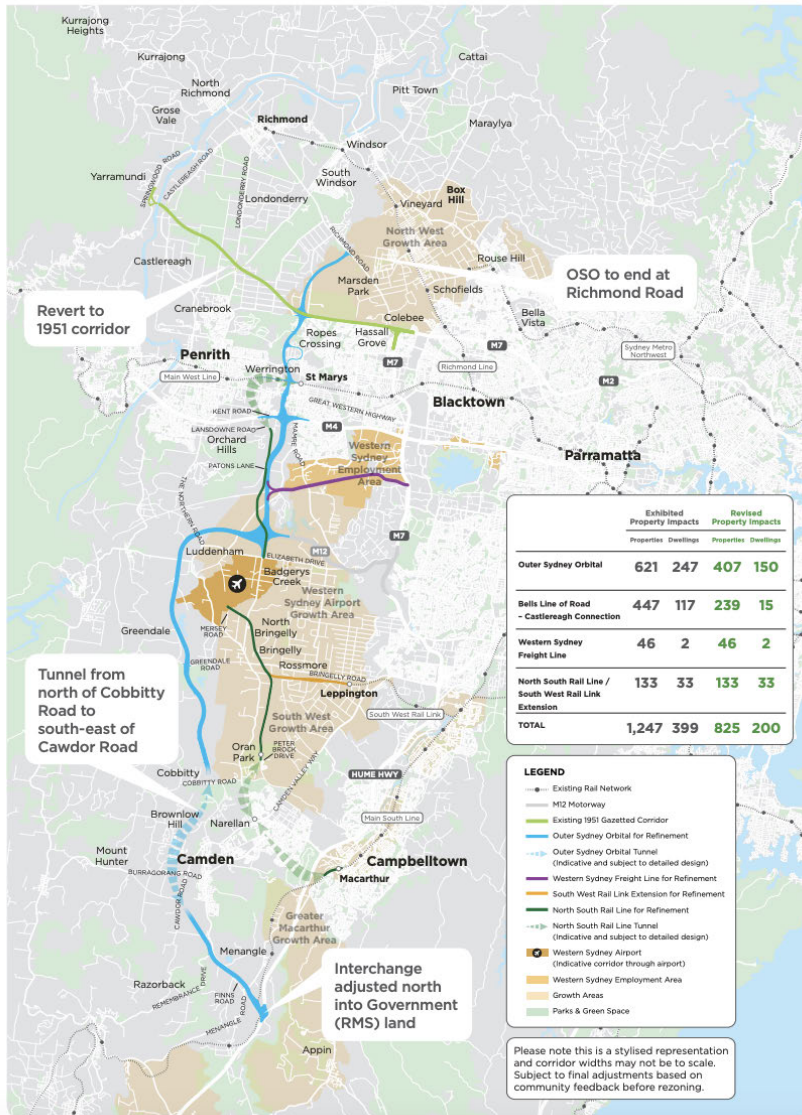 Kurrajong
Heights
Kurrajong
Cattai
North
Richmond
Pitt Town
Grose
Vale
Richmond
Maraylya
Windsor
Yarramundi
SPRINGWOOD ROAD
CASTLEREAGH ROAD
LONDONDERRY ROAD
South
Windsor
Londonderry
Box
Hill
Vineyard
RICHMOND ROAD
North West
Growth Area
Castlereagh
Rouse Hill
OSO to end at
Richmond Road
Marsden
Park
Schofields
Revert to
1951 corridor
Cranebrook
Colebee
Bella
Vista
Ropes
Crossing
Hassall
Grove
Penrith
M7
M7
Sydney Metro
Northwest
Werrington
Richmond Line
Main West Line
St Marys
M2
KENT ROAD
GREAT WESTERN HIGHWAY
Blacktown
LANSDOWNE ROAD
M4
Orchard
Hills
MAMRE ROAD
Western
Sydney
Employment
Area
Parramatta
PATONS LANE
THE NORTHERN ROAD
M7
Luddenham
M12
ELIZABETH DRIVE
Badgerys
Creek
Western
Sydney Airport
Growth Area
MERSEY
ROAD
North
Bringelly
Greendale
Bringelly
GREENDALE
ROAD
Rossmore
BRINGELLY ROAD
Leppington
Tunnel from
north of Cobbitty
Road to
south-east of
Cawdor Road
South West Rail Link
South West
Growth Area
Oran
Park
PETER
BROCK
DRIVE
CAMDEN VALLEY WAY
Cobbitty
COBBITTY ROAD
HUME HWY
Brownlow
Hill
Narellan
Main South Line
Mount
Hunter
Camden
BURRAGORANG ROAD
Campbelltown
Macarthur
CAWDOR ROAD
Greater
Macarthur
Growth Area
Menangle
Razorback
REMEMBRANCE DRIVE
FINNS
ROAD
MENANGLE ROAD
Interchange
adjusted north
into Government
(RMS) land
Appin
Exhibited
Property Impacts
Revised
Property Impacts
Properties Dwellings Properties Dwellings
Outer Sydney Orbital 621 247 407 150
Bells Line of Road
– Castlereagh Connection 447 117 239 15
Western Sydney
Freight Line 46 2 46 2
North South Rail Line /
South West Rail Link
Extension 133 33 133 33
TOTAL 1,247 399 825 200
LEGEND
Existing Rail Network
M12 Motorway
Existing 1951 Gazetted Corridor
Outer Sydney Orbital for Refinement
Outer Sydney Orbital Tunnel
(Indicative and subject to detailed design)
Western Sydney Freight Line for Refinement
South West Rail Link Extension for Refinement
North South Rail Line for Refinement
North South Rail Line Tunnel
(Indicative and subject to detailed design)
Western Sydney Airport
(Indicative corridor through airport)
Western Sydney Employment Area
Growth Areas
Parks & Green Space
Please note this is a stylised representation
and corridor widths may not be to scale.
Subject to final adjustments based on
community feedback before rezoning.